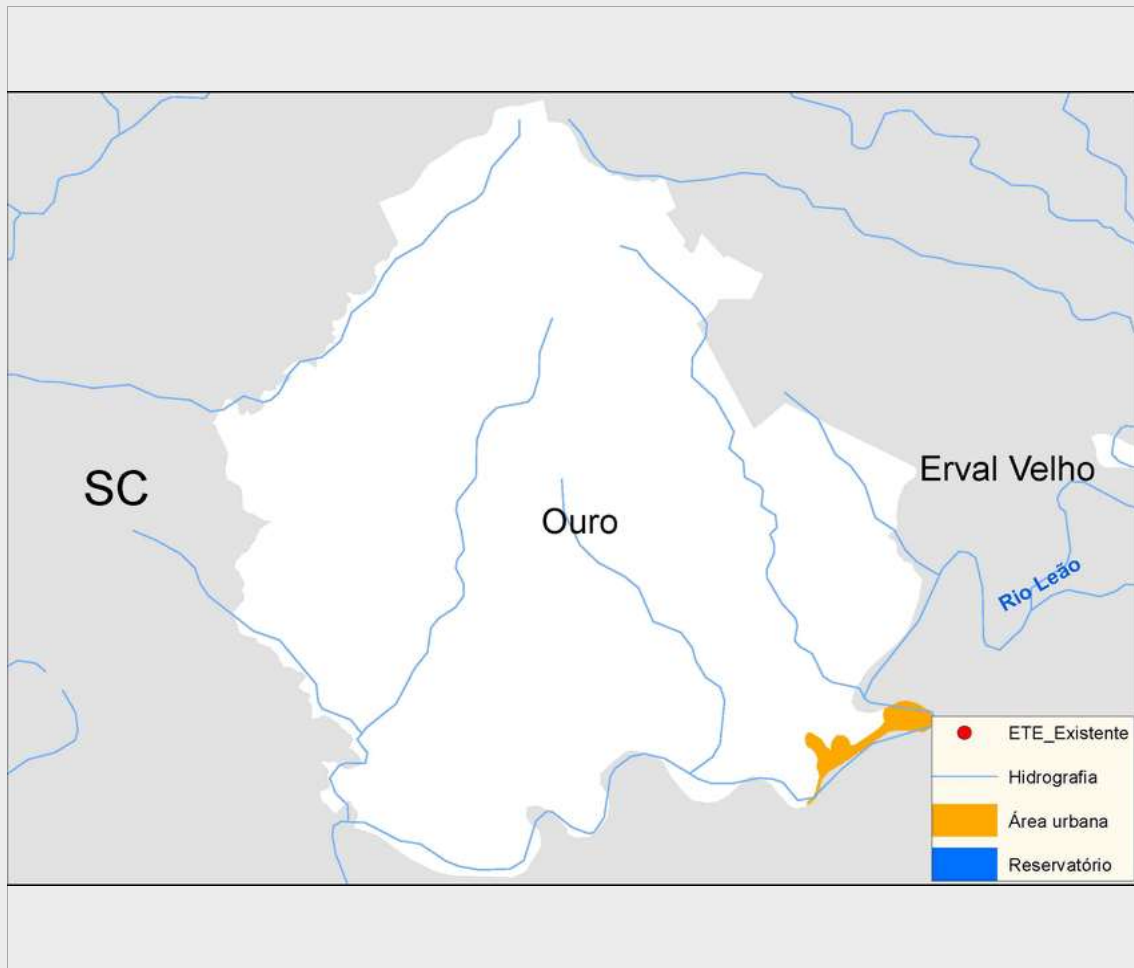 Erval Velho
SC
Ouro
Rio Leão
ETE_Existente
Hidrografia
Área urbana
Reservatório